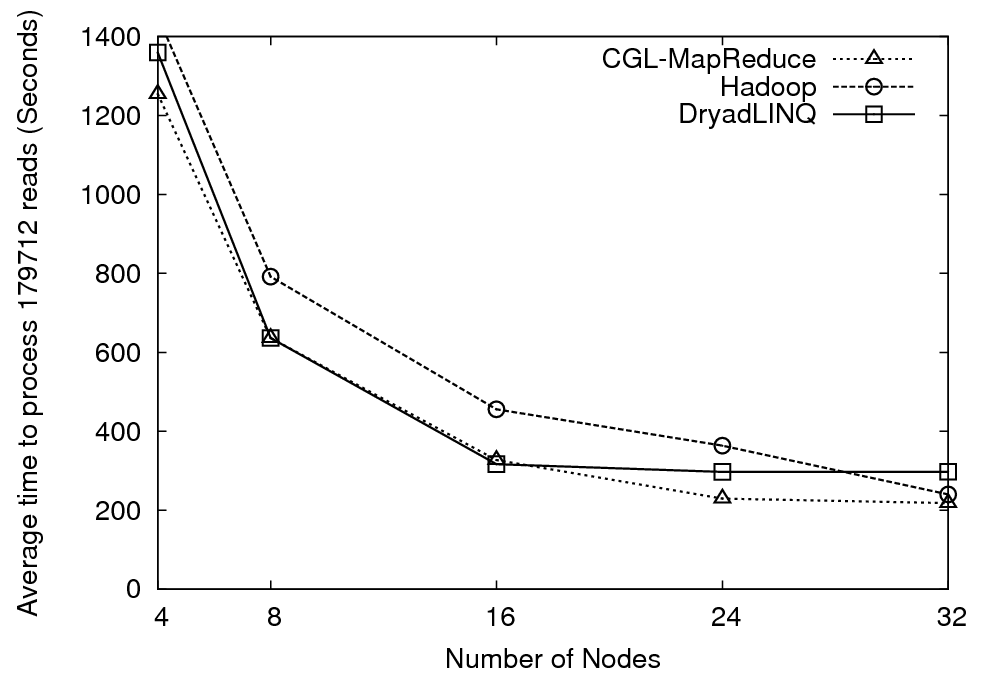 Average time to process 179712 reads (Seconds)
1400
1200
1000
800
600
400
200
0
CGL-MapReduce
Hadoop
DryadLINQ
4 8 16 24 32
Number of Nodes